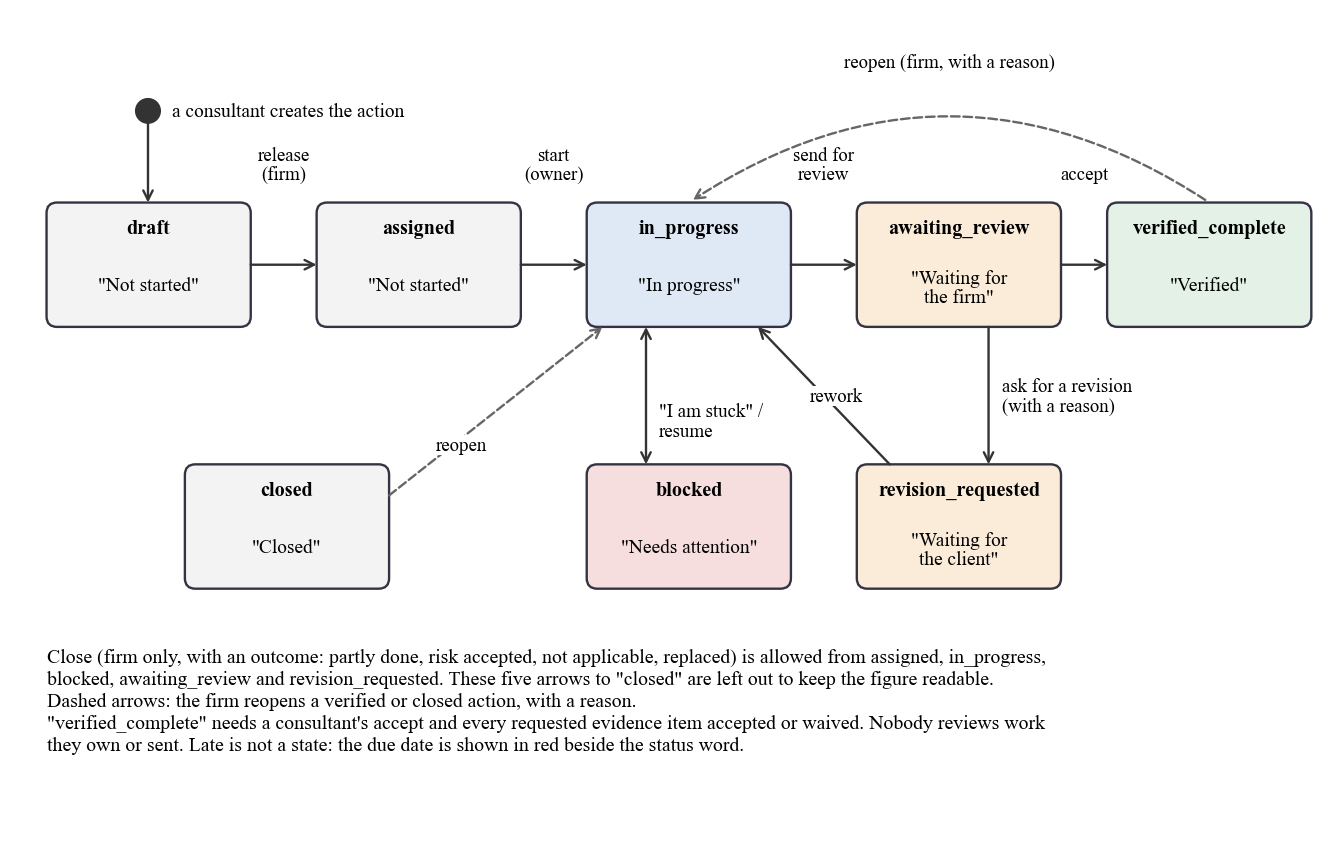 reopen (firm, with a reason)
a consultant creates the action
release
(firm)
start
(owner)
send for
review
accept
draft
"Not started"
assigned
"Not started"
in_progress
"In progress"
awaiting_review
"Waiting for
the firm"
verified_complete
"Verified"
ask for a revision
(with a reason)
rework
"I am stuck" /
resume
reopen
closed
"Closed"
blocked
"Needs attention"
revision_requested
"Waiting for
the client"
Close (firm only, with an outcome: partly done, risk accepted, not applicable, replaced) is allowed from assigned, in_progress,
blocked, awaiting_review and revision_requested. These five arrows to "closed" are left out to keep the figure readable.
Dashed arrows: the firm reopens a verified or closed action, with a reason.
"verified_complete" needs a consultant's accept and every requested evidence item accepted or waived. Nobody reviews work
they own or sent. Late is not a state: the due date is shown in red beside the status word.